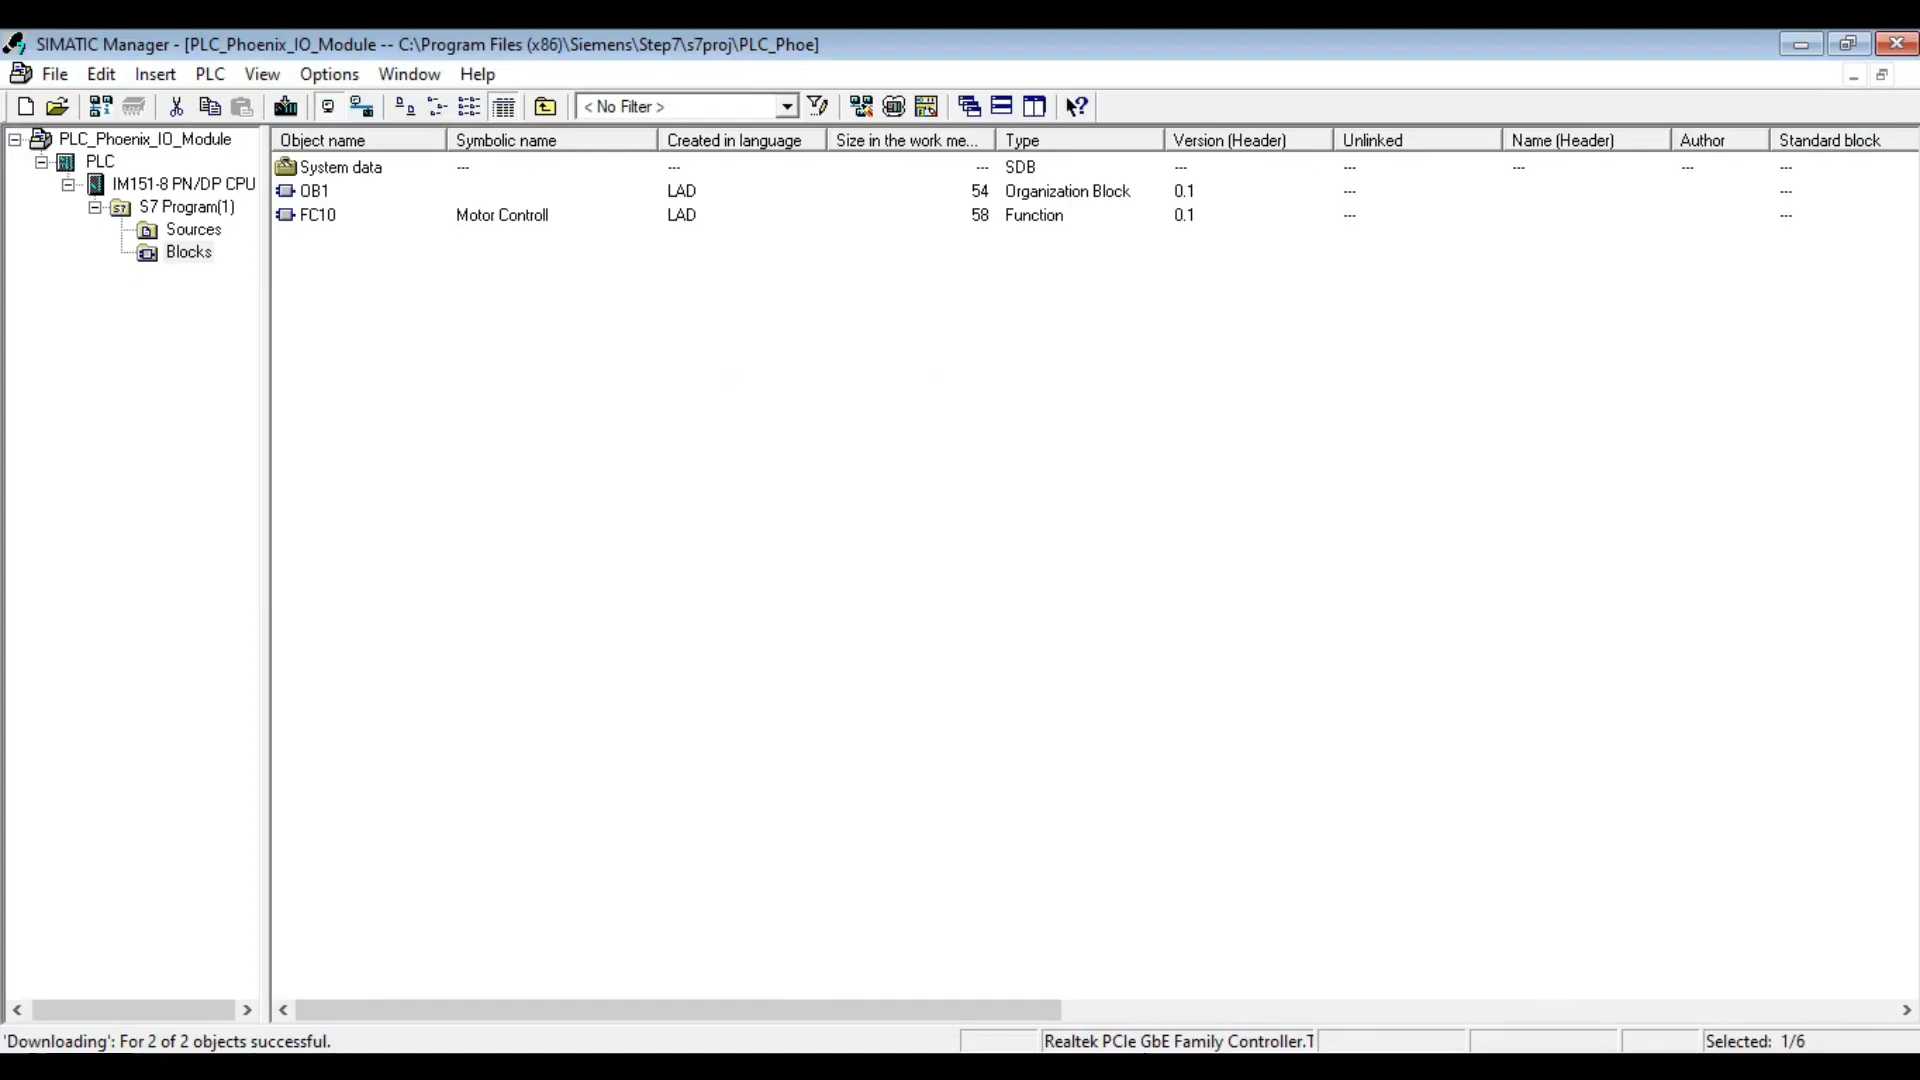 SIMATIC Manager - [PLC_Phoenix_IO_Module -- C:\Program Files (x86)\Siemens\Step7\s7proj\PLC_Phoe]
File Edit Insert PLC View Options Window Help
< No Filter >
PLC_Phoenix_IO_Module
PLC
IM151-8 PN/DP CPU
S7 Program(1)
Sources
Blocks
Object name Symbolic name Created in language Size in the work me... Type Version (Header) Unlinked Name (Header) Author Standard block
System data --- --- --- SDB --- --- --- --- ---
OB1 LAD 54 Organization Block 0.1 --- ---
FC10 Motor Controll LAD 58 Function 0.1 --- ---
'Downloading': For 2 of 2 objects successful. Realtek PCIe GbE Family Controller.T Selected: 1/6